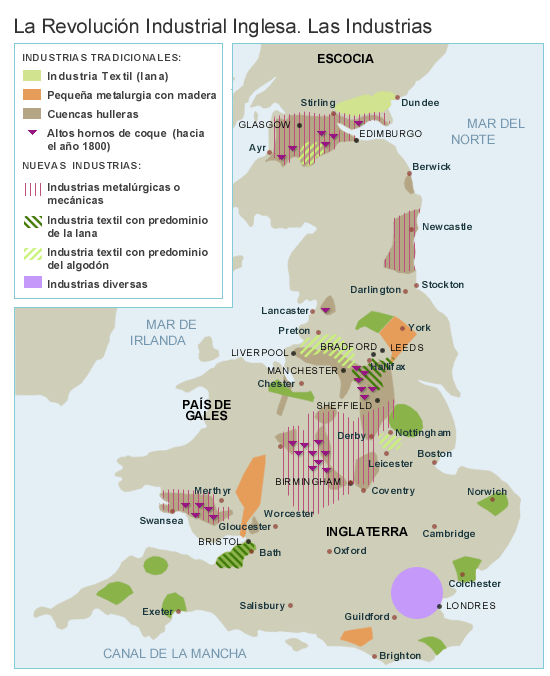 La Revolución Industrial Inglesa. Las Industrias
INDUSTRIAS TRADICIONALES:
Industria Textil (lana)
Pequeña metalurgia con madera
Cuencas hulleras
Altos hornos de coque (hacia
el año 1800)
NUEVAS INDUSTRIAS:
Industrias metalúrgicas o
mecánicas
Industria textil con predominio
de la lana
Industria textil con predominio
del algodón
Industrias diversas
ESCOCIA
Stirling
Dundee
GLASGOW
EDIMBURGO
MAR DEL
NORTE
Ayr
Berwick
Newcastle
Darlington
Stockton
Lancaster
MAR DE
IRLANDA
Preton
York
LIVERPOOL
BRADFORD
LEEDS
MANCHESTER
Halifax
Chester
PAÍS DE
GALES
SHEFFIELD
Derby
Nottingham
Boston
Leicester
BIRMINGHAM
Coventry
Norwich
Merthyr
Swansea
Worcester
Gloucester
INGLATERRA
Cambridge
BRISTOL
Bath
Oxford
Colchester
Exeter
Salisbury
LONDRES
Guildford
CANAL DE LA MANCHA
Brighton